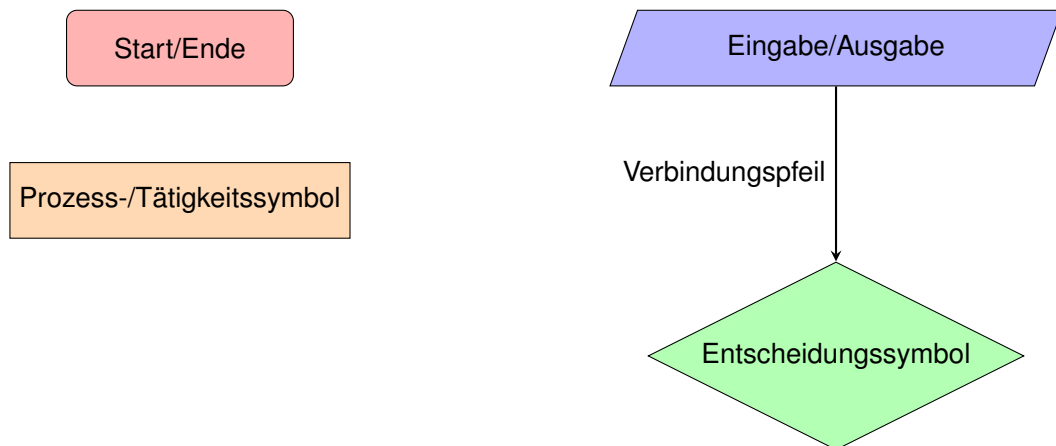 Start/Ende
Eingabe/Ausgabe
Verbindungspfeil
Prozess-/Tätigkeitssymbol
Entscheidungssymbol